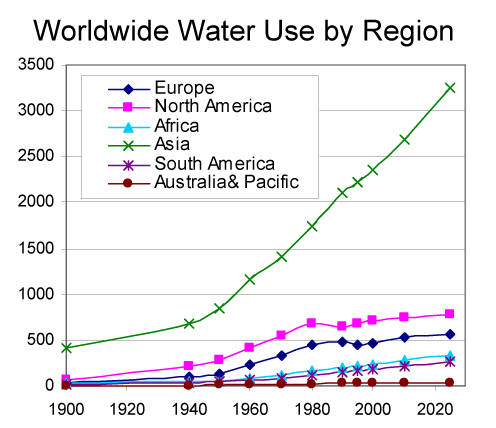 Worldwide Water Use by Region
3500
3000
2500
2000
1500
1000
500
0
Europe
North America
Africa
Asia
South America
Australia& Pacific
1900 1920 1940 1960 1980 2000 2020